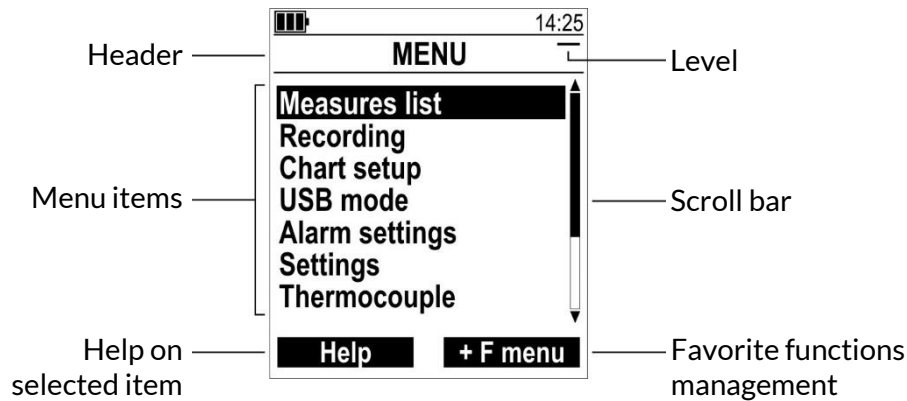 14:25
Header
MENU
Level
Measures list
Recording
Chart setup
Menu items
USB mode
Scroll bar
Alarm settings
Settings
Thermocouple
Help on
selected item
Help
+ F menu
Favorite functions
management